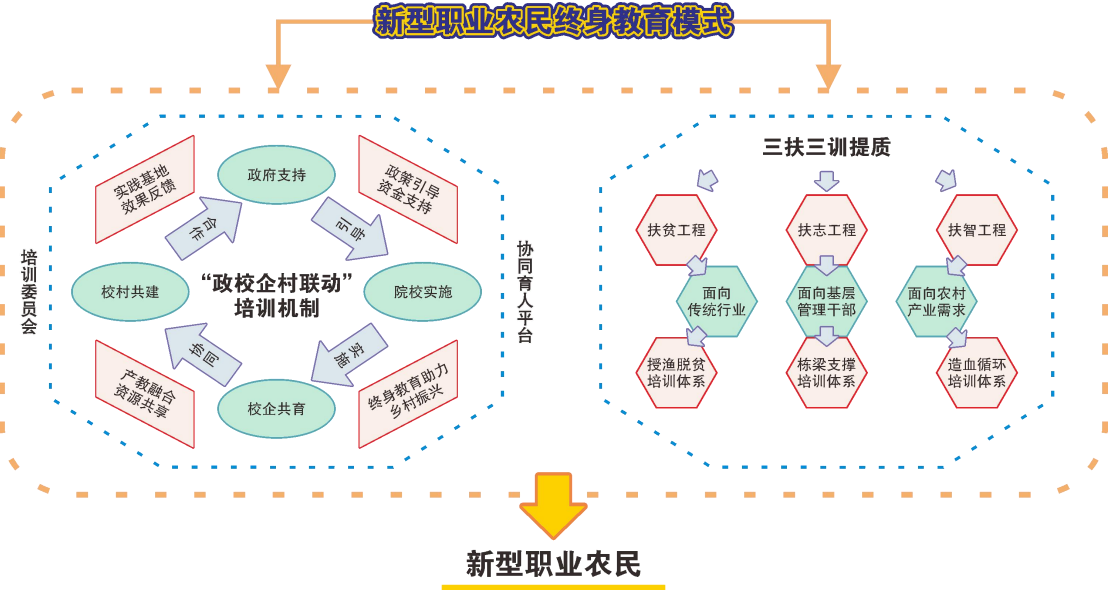 新型职业农民终身教育模式
培训委员会
实践基地
效果反馈
政府支持
政策引导
资金支持
合作
指导
校村共建
“政校企村联动”
培训机制
院校实施
协同
实施
产教融合
资源共享
校企共育
终身教育助力
乡村振兴
协同育人平台
三扶三训提质
扶贫工程
扶志工程
扶智工程
面向
传统行业
面向基层
管理干部
面向农村
产业需求
授渔脱贫
培训体系
栋梁支撑
培训体系
造血循环
培训体系
新型职业农民